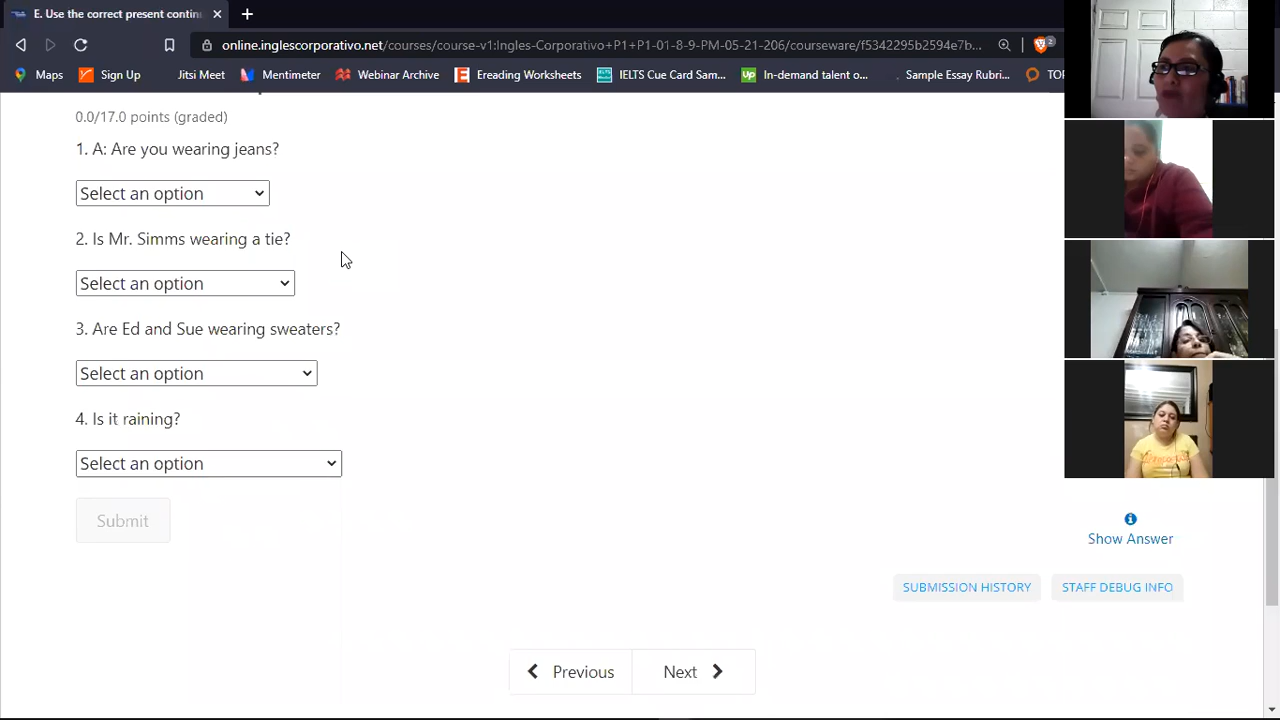 E. Use the correct present contin
online.inglescorporativo.net/courses/course-v1:Ingles-Corporativo+P1+P1-01-8-9-PM-05-21-206/courseware/f5342295b2594e7b...
2
Maps Sign Up Jitsi Meet Mentimeter Webinar Archive Ending Worksheets IELTS Cue Card Sam... In-demand talent o... Simple Essay Rubri... TOP
0.0/17.0 points (graded)
1. A: Are you wearing jeans?
Select an option
2. Is Mr. Simms wearing a tie?
Select an option
3. Are Ed and Sue wearing sweaters?
Select an option
4. Is it raining?
Select an option
Submit
Show Answer
SUBMISSION HISTORY STAFF DEBUG INFO
Previous Next